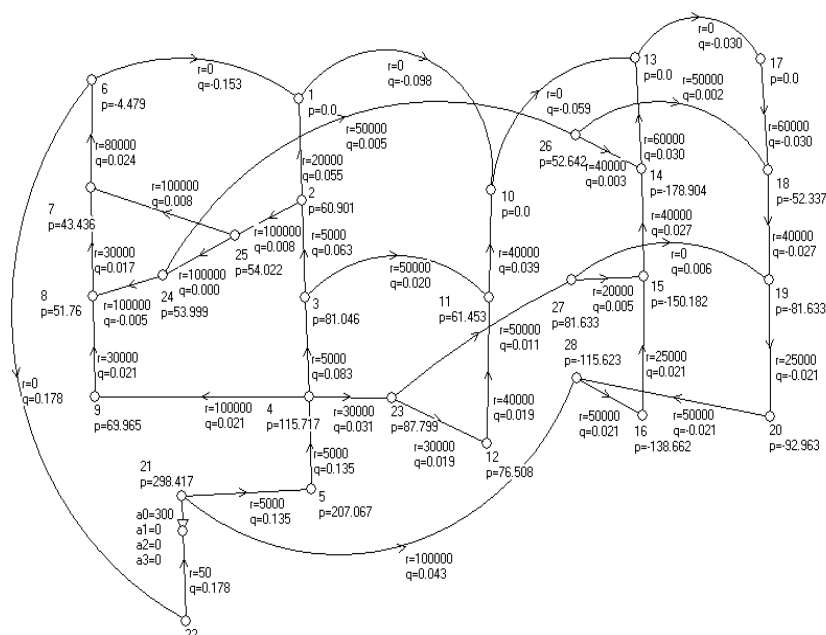 r=0
q=-0.030
13
p=0.0
17
p=0.0
r=0
q=-0.153
r=0
q=-0.098
6
p=-4.479
1
p=0.0
r=50000
q=0.002
r=0
q=-0.059
r=50000
q=0.005
26
p=52.642
r=60000
q=0.030
r=60000
q=-0.030
r=80000
q=0.024
r=20000
q=0.055
r=40000
q=0.003
14
p=-178.904
18
p=-52.337
r=100000
q=0.008
10
p=0.0
2
p=60.901
7
p=43.436
r=40000
q=0.027
r=100000
q=0.008
25
p=54.022
r=5000
q=0.063
r=40000
q=-0.027
r=30000
q=0.017
r=40000
q=0.039
r=0
q=0.006
r=50000
q=0.020
24
p=53.999
r=100000
q=0.000
8
p=51.76
r=100000
q=-0.005
3
p=81.046
11
p=61.453
27
p=81.633
r=20000
q=0.005
15
p=-150.182
19
p=-81.633
r=50000
q=0.011
28
p=-115.623
r=30000
q=0.021
r=5000
q=0.083
r=25000
q=0.021
r=25000
q=-0.021
r=40000
q=0.019
9
p=69.965
r=100000
q=0.021
4
p=115.717
r=30000
q=0.031
23
p=87.799
r=0
q=0.178
r=30000
q=0.019
r=50000
q=0.021
16
p=-138.662
r=50000
q=-0.021
20
p=-92.963
12
p=76.508
r=5000
q=0.135
21
p=298.417
5
p=207.067
r=5000
q=0.135
a0=300
a1=0
a2=0
a3=0
r=100000
q=0.043
r=50
q=0.178
22